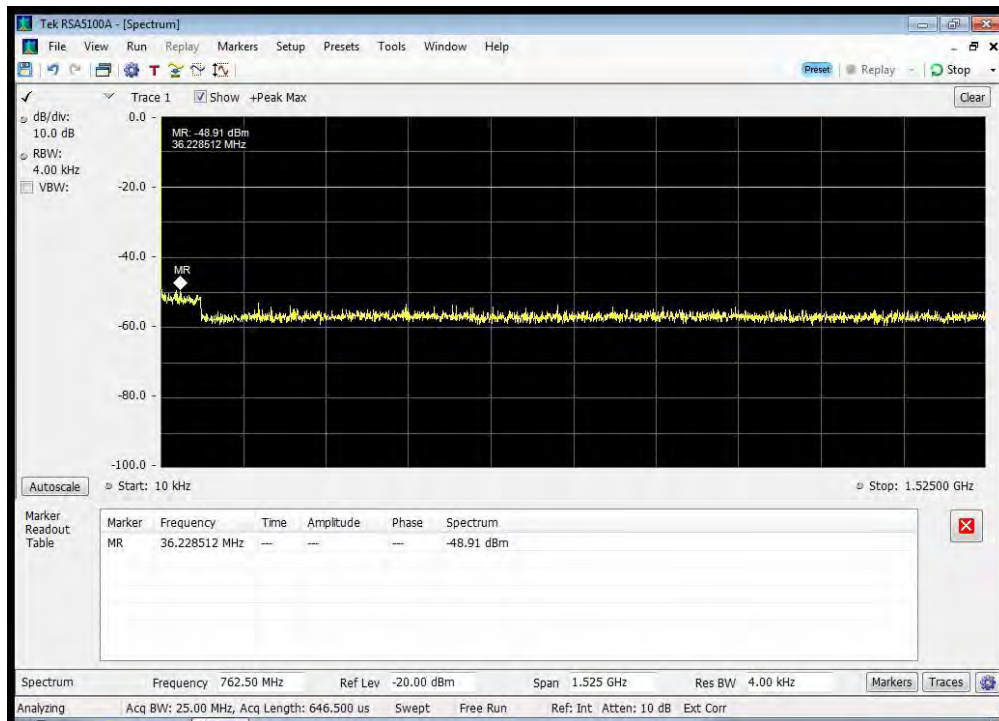 Tek RSA5100A - [Spectrum]
File View Run Replay Markers Setup Presets Tools Window Help
T Preset Replay Stop
Trace 1 Show +Peak Max Clear
dB/div:
10.0 dB
RBW:
4.00 kHz
VBW:
0.0
MR: -48.91 dBm
36.228512 MHz
-20.0
-40.0
MR
-60.0
-80.0
-100.0
Autoscale Start: 10 kHz Stop: 1.52500 GHz
Marker
Readout
Table
Marker Frequency Time Amplitude Phase Spectrum
MR 36.228512 MHz --- --- --- -48.91 dBm
Spectrum Frequency 762.50 MHz Ref Lev -20.00 dBm Span 1.525 GHz Res BW 4.00 kHz Markers Traces
Analyzing Acq BW: 25.00 MHz, Acq Length: 646.500 us Swept Free Run Ref: Int Atten: 10 dB Ext Corr